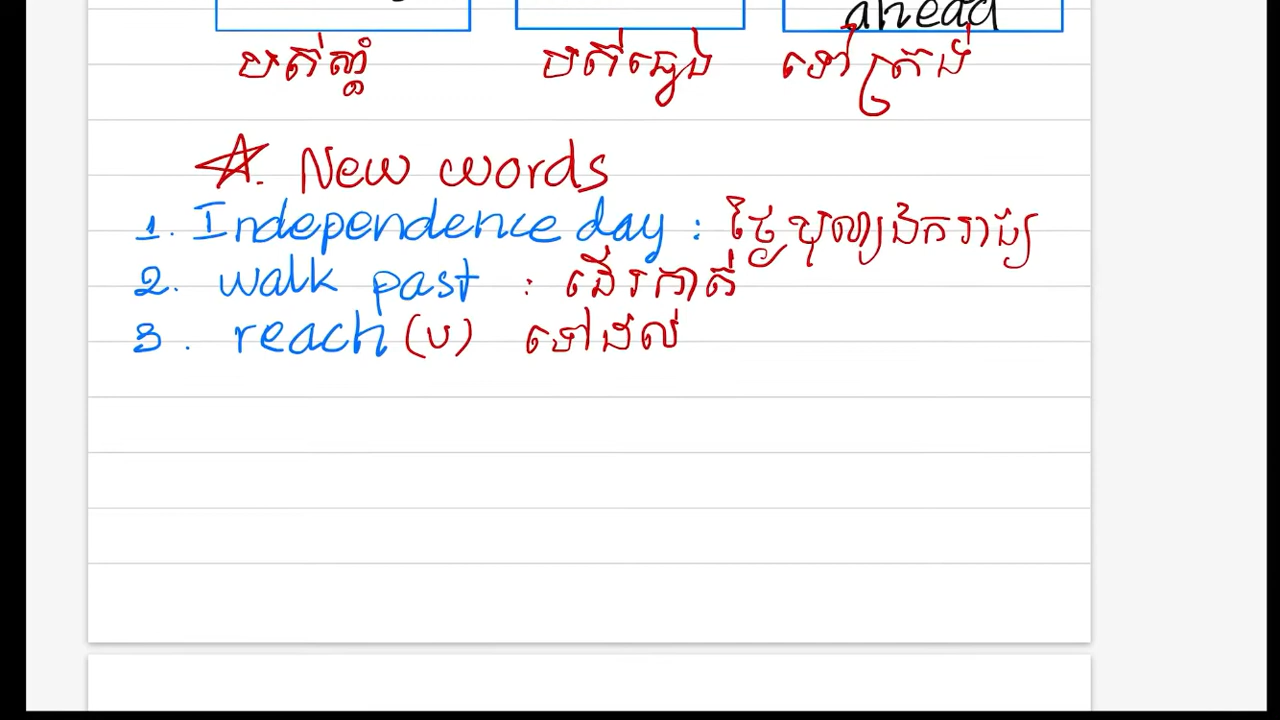 ahead
បត់ស្ដាំ បត់ឆ្វេង ទៅត្រង់
☆. New words
1. Independence day : ថ្ងៃបុណ្យឯករាជ្យ
2. walk past : ដើរកាត់
3. reach (v) ទៅដល់